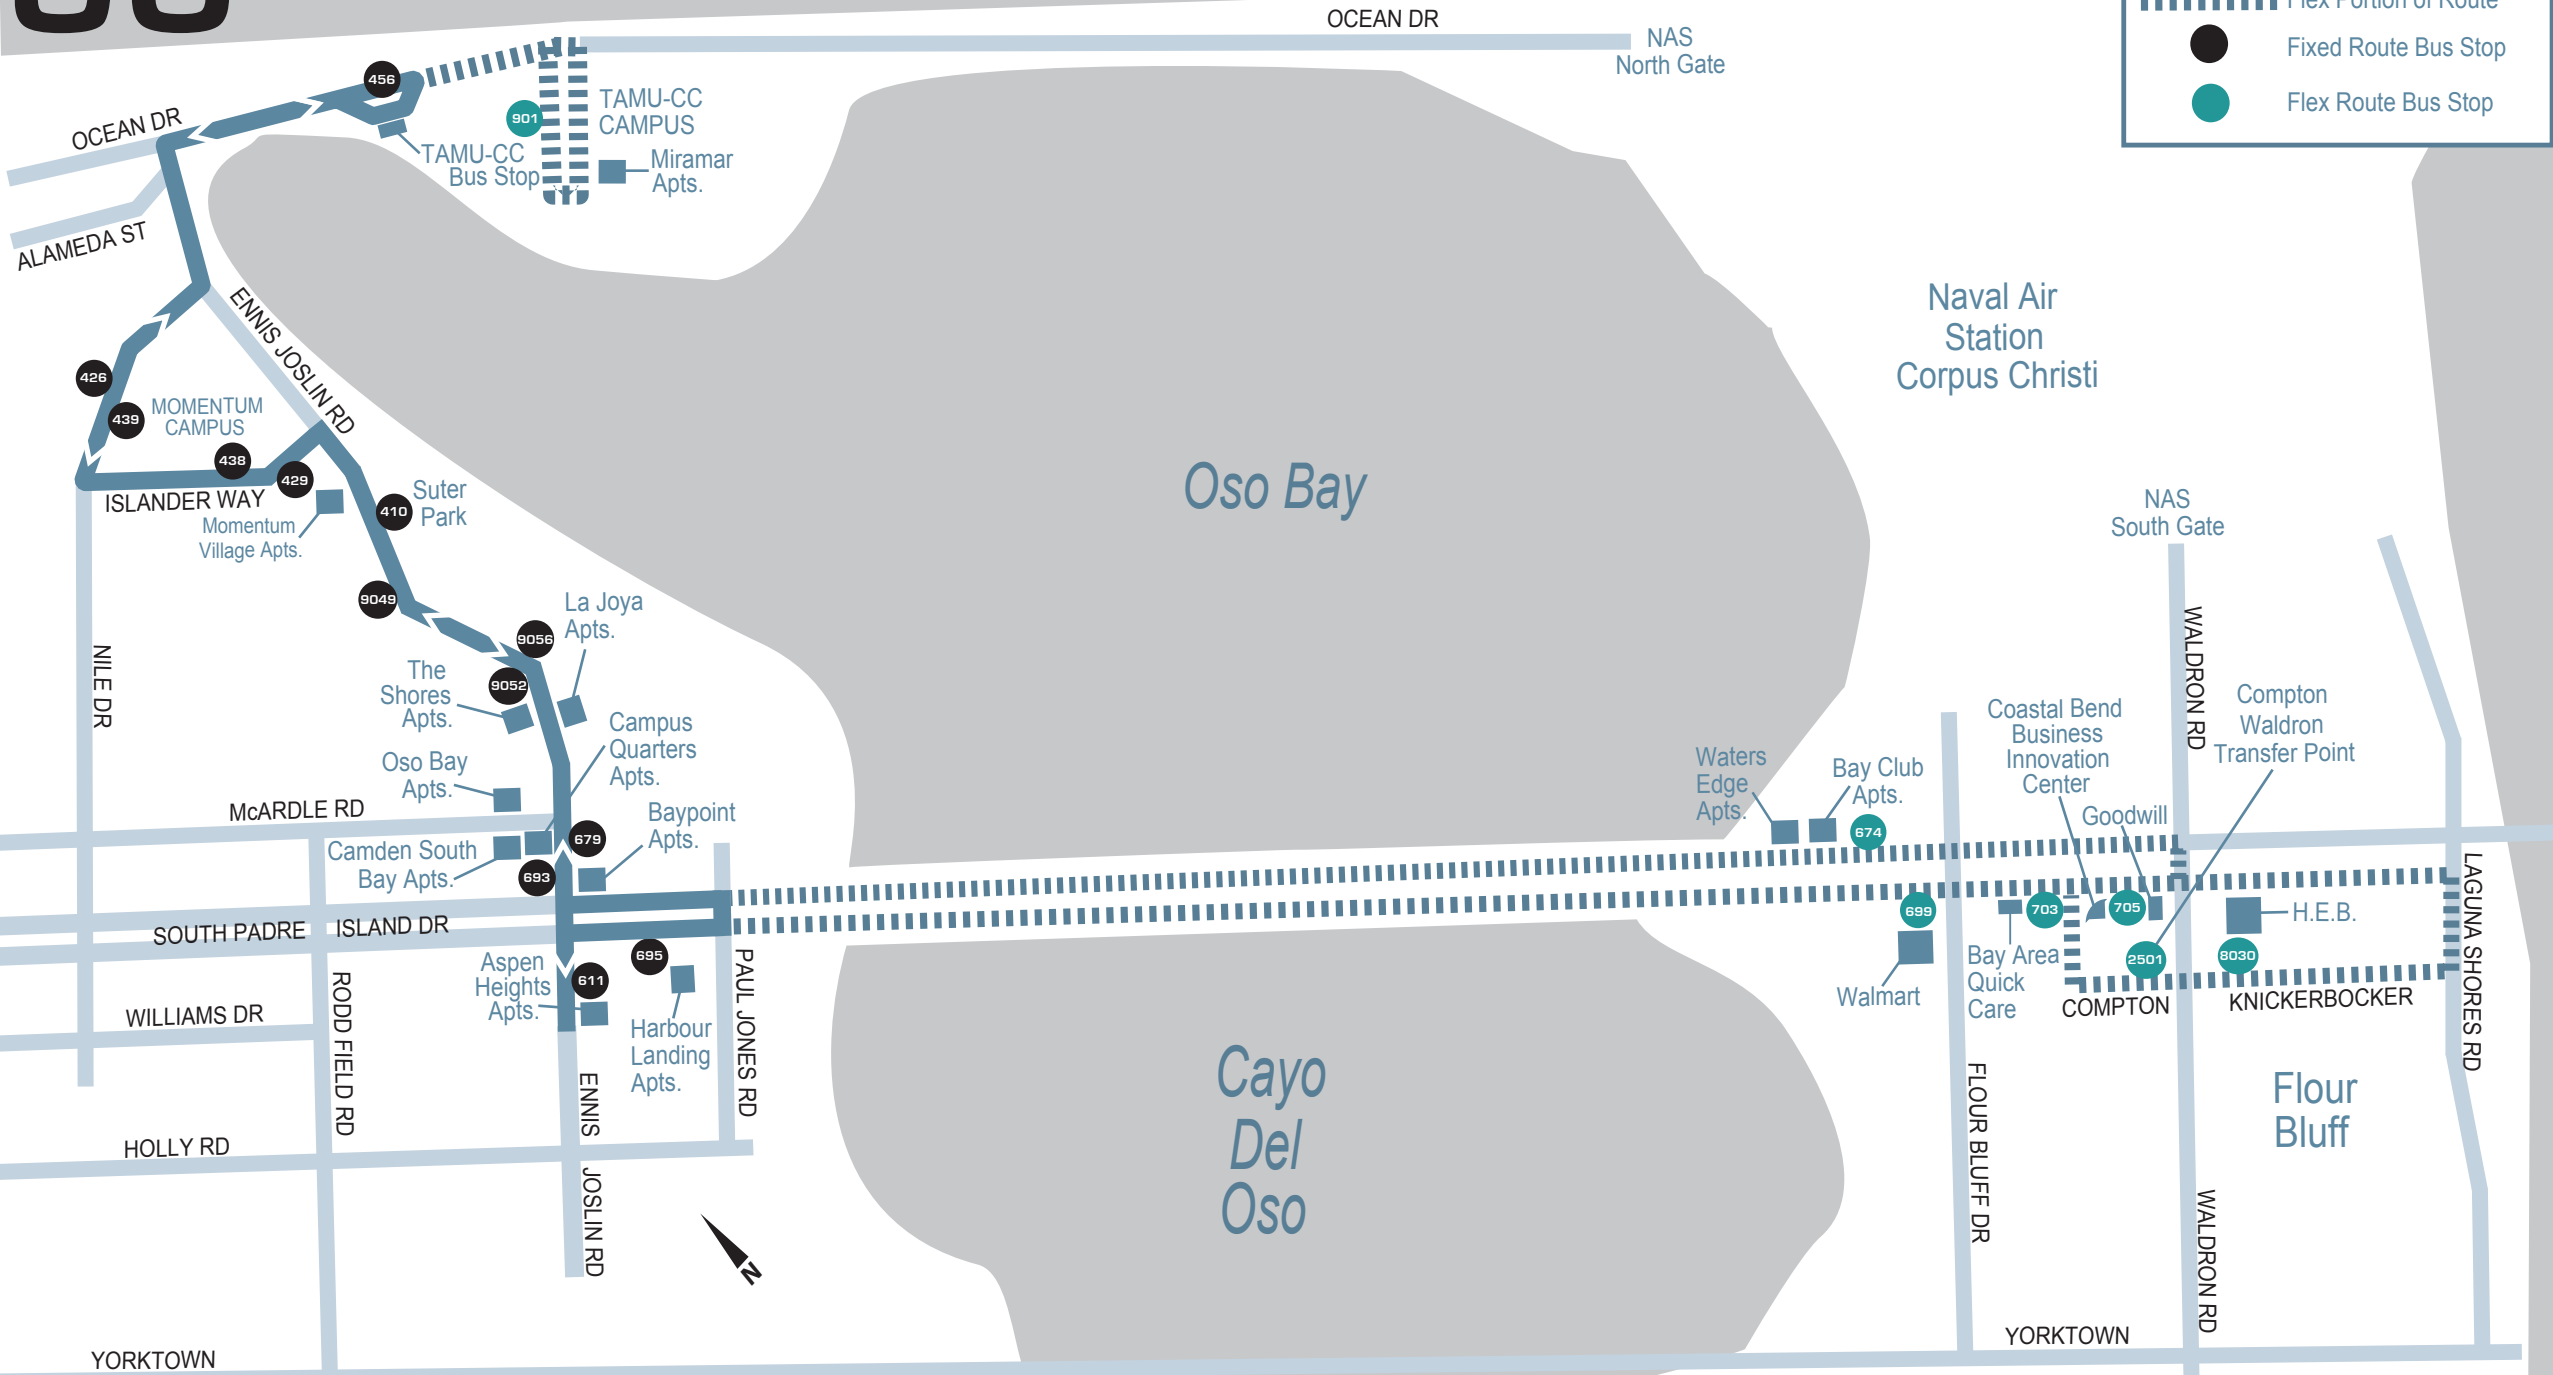 OCEAN DR
NAS
North Gate
Flex Portion of Route
Fixed Route Bus Stop
Flex Route Bus Stop
456
901
TAMU-CC
CAMPUS
OCEAN DR
TAMU-CC
Bus Stop
Miramar
Apts.
ALAMEDA ST
ENNIS JOSLIN RD
Naval Air
Station
Corpus Christi
426
439
MOMENTUM
CAMPUS
438
429
ISLANDER WAY
Momentum
Village Apts.
410
Suter
Park
Oso Bay
NAS
South Gate
9049
La Joya
Apts.
9056
9052
The
Shores
Apts.
NILE DR
WALDRON RD
Campus
Quarters
Apts.
Oso Bay
Apts.
Coastal Bend
Business
Innovation
Center
Compton
Waldron
Transfer Point
Waters
Edge
Apts.
Bay Club
Apts.
McARDLE RD
Baypoint
Apts.
Goodwill
679
674
Camden South
Bay Apts.
693
SOUTH PADRE
ISLAND DR
699
703
705
H.E.B.
LAGUNA SHORES RD
Aspen
Heights
Apts.
695
611
2501
8030
Walmart
Bay Area
Quick
Care
COMPTON
KNICKERBOCKER
WILLIAMS DR
RODD FIELD RD
Harbour
Landing
Apts.
PAUL JONES RD
Cayo
Del
Oso
Flour
Bluff
ENNIS
JOSLIN RD
FLOUR BLUFF DR
HOLLY RD
WALDRON RD
N
YORKTOWN
YORKTOWN